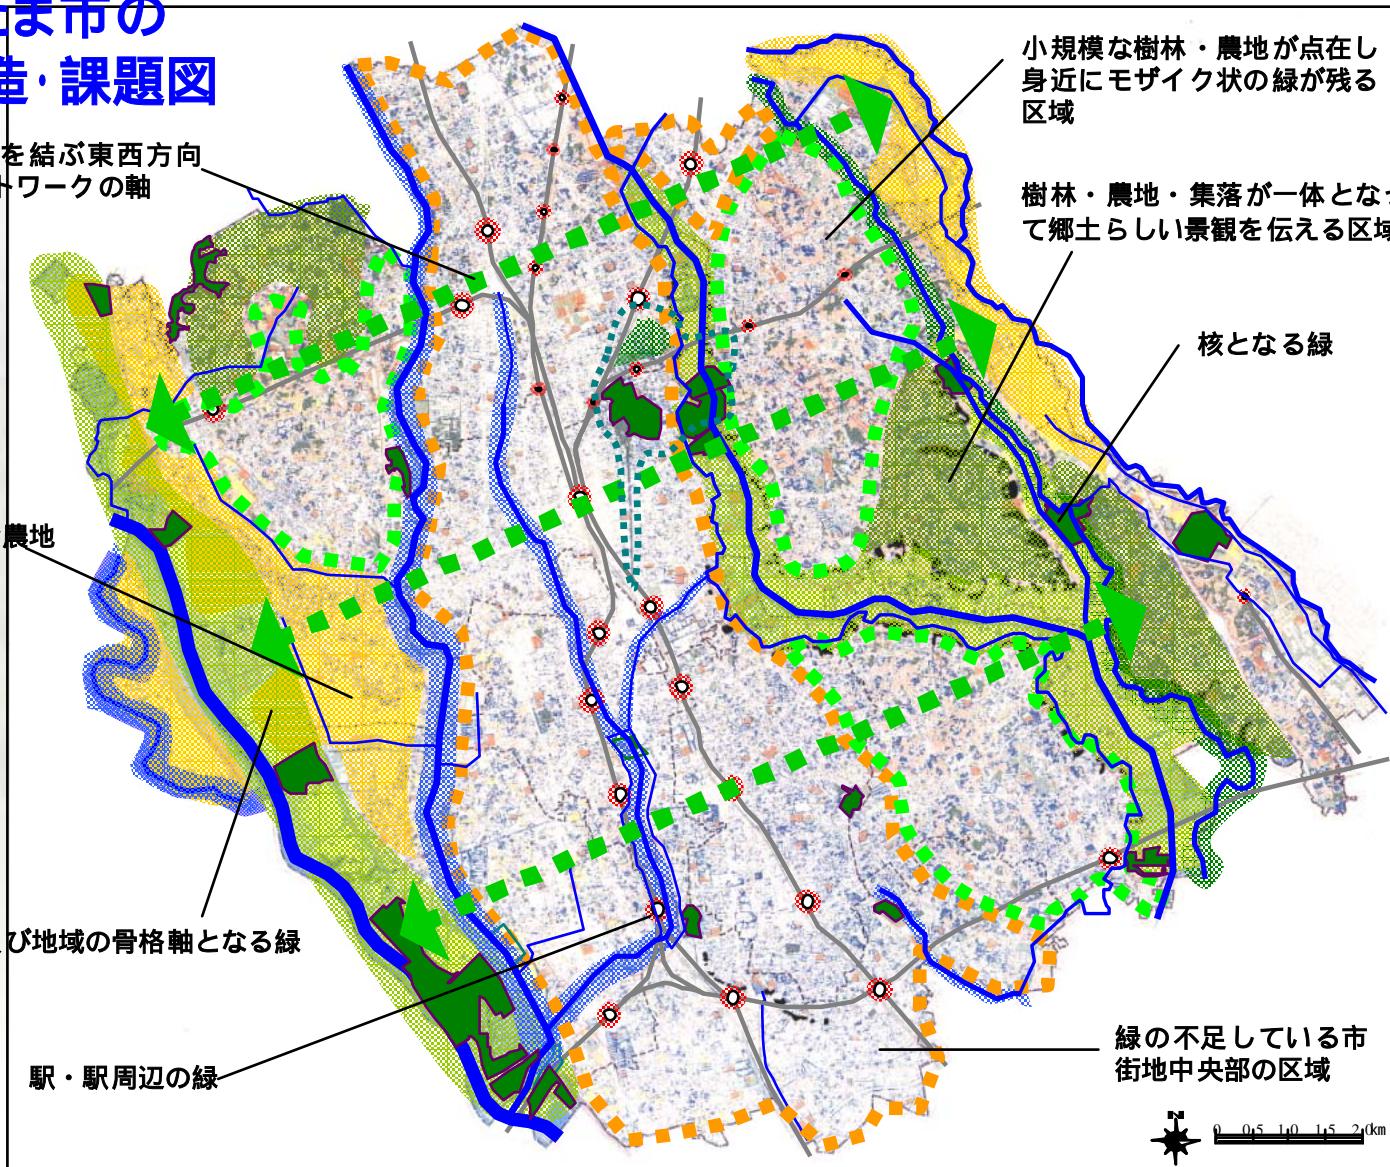 ま市の
造・課題図
を結ぶ東西方向
トワークの軸
小規模な樹林・農地が点在し
身近にモザイク状の緑が残る
区域
樹林・農地・集落が一体となっ
て郷土らしい景観を伝える区域
核となる緑
農地
び地域の骨格軸となる緑
駅・駅周辺の緑
緑の不足している市
街地中央部の区域
N
0 0.5 1.0 1.5 2.0km